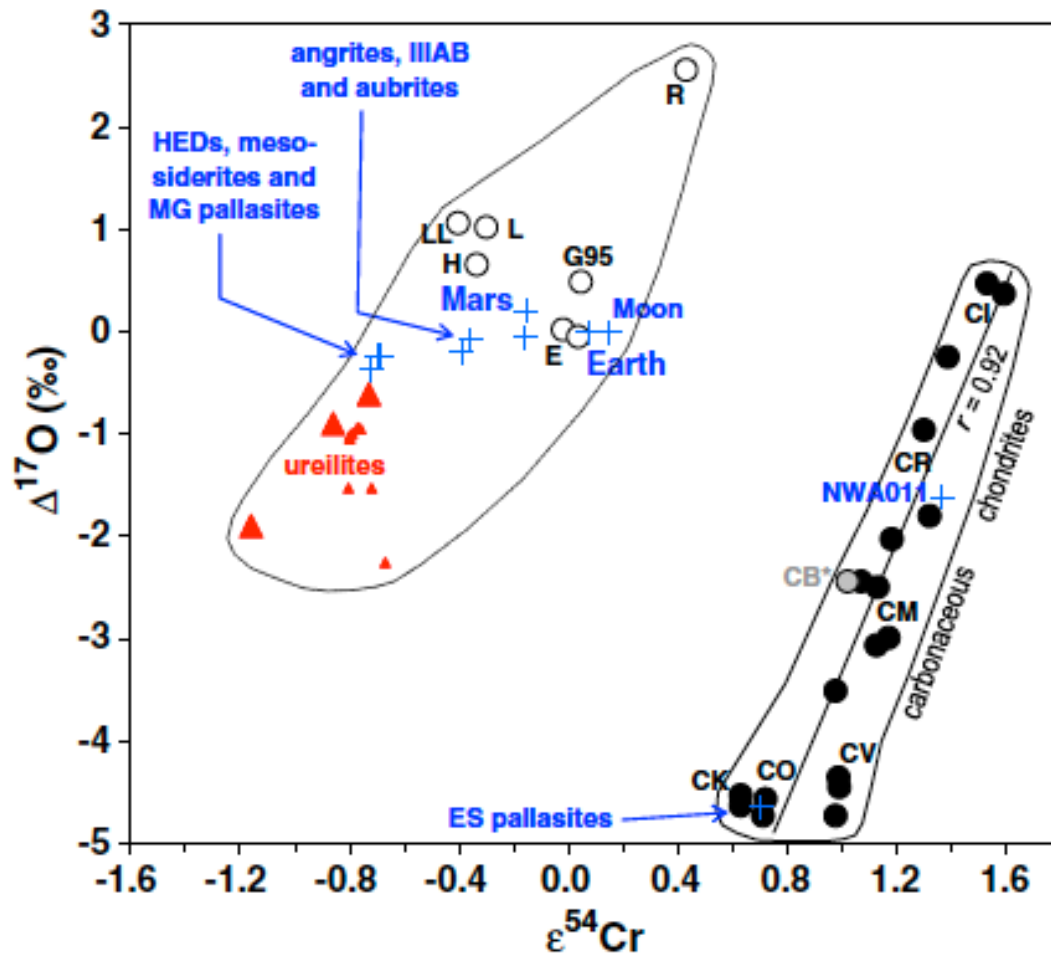 3
2
1
0
-1
-2
-3
-4
-5
Δ¹⁷O (‰)
angrites, IIIAB
and aubrites
HEDs, meso-
siderites and
MG pallasites
R
LL
L
H
G95
Mars
Moon
E
Earth
ureilites
CI
r = 0.92
CR
NWA011
chondrites
CB*
CM
carbonaceous
CV
CK
CO
ES pallasites
-1.6
-1.2
-0.8
-0.4
0.0
0.4
0.8
1.2
1.6
ε⁵⁴Cr